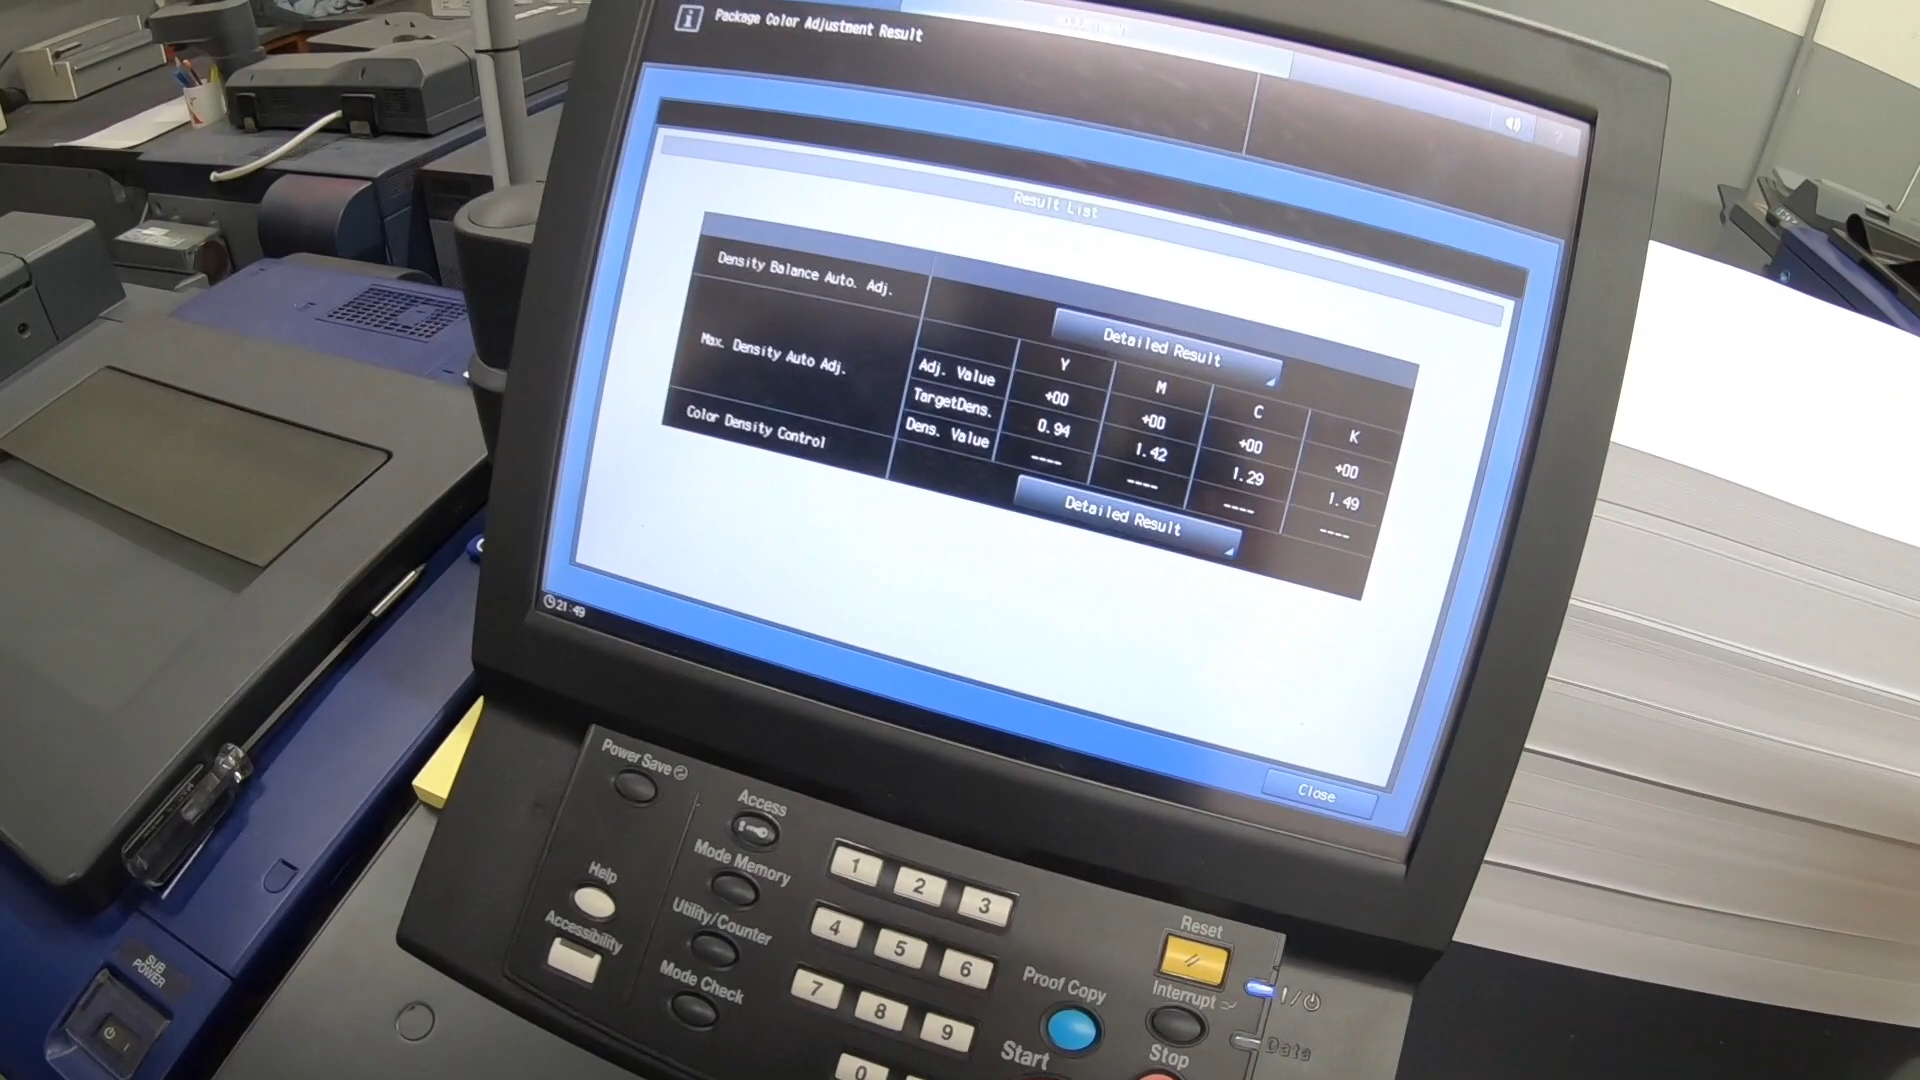 Package Color Adjustment Result
Result List
Density Balance Auto. Adj.
Detailed Result
Max. Density Auto Adj.
Y M C K
Adj. Value +00 +00 +00 +00
TargetDens. 0.94 1.42 1.29 1.49
Dens. Value ---- ---- ---- ----
Color Density Control
Detailed Result
21:49
Close
Power Save
Access
Mode Memory
Help
Utility/Counter
Accessibility
Mode Check
1 2 3
4 5 6
7 8 9
0
Reset
Proof Copy
Interrupt
Start
Stop
Data
SUB
POWER